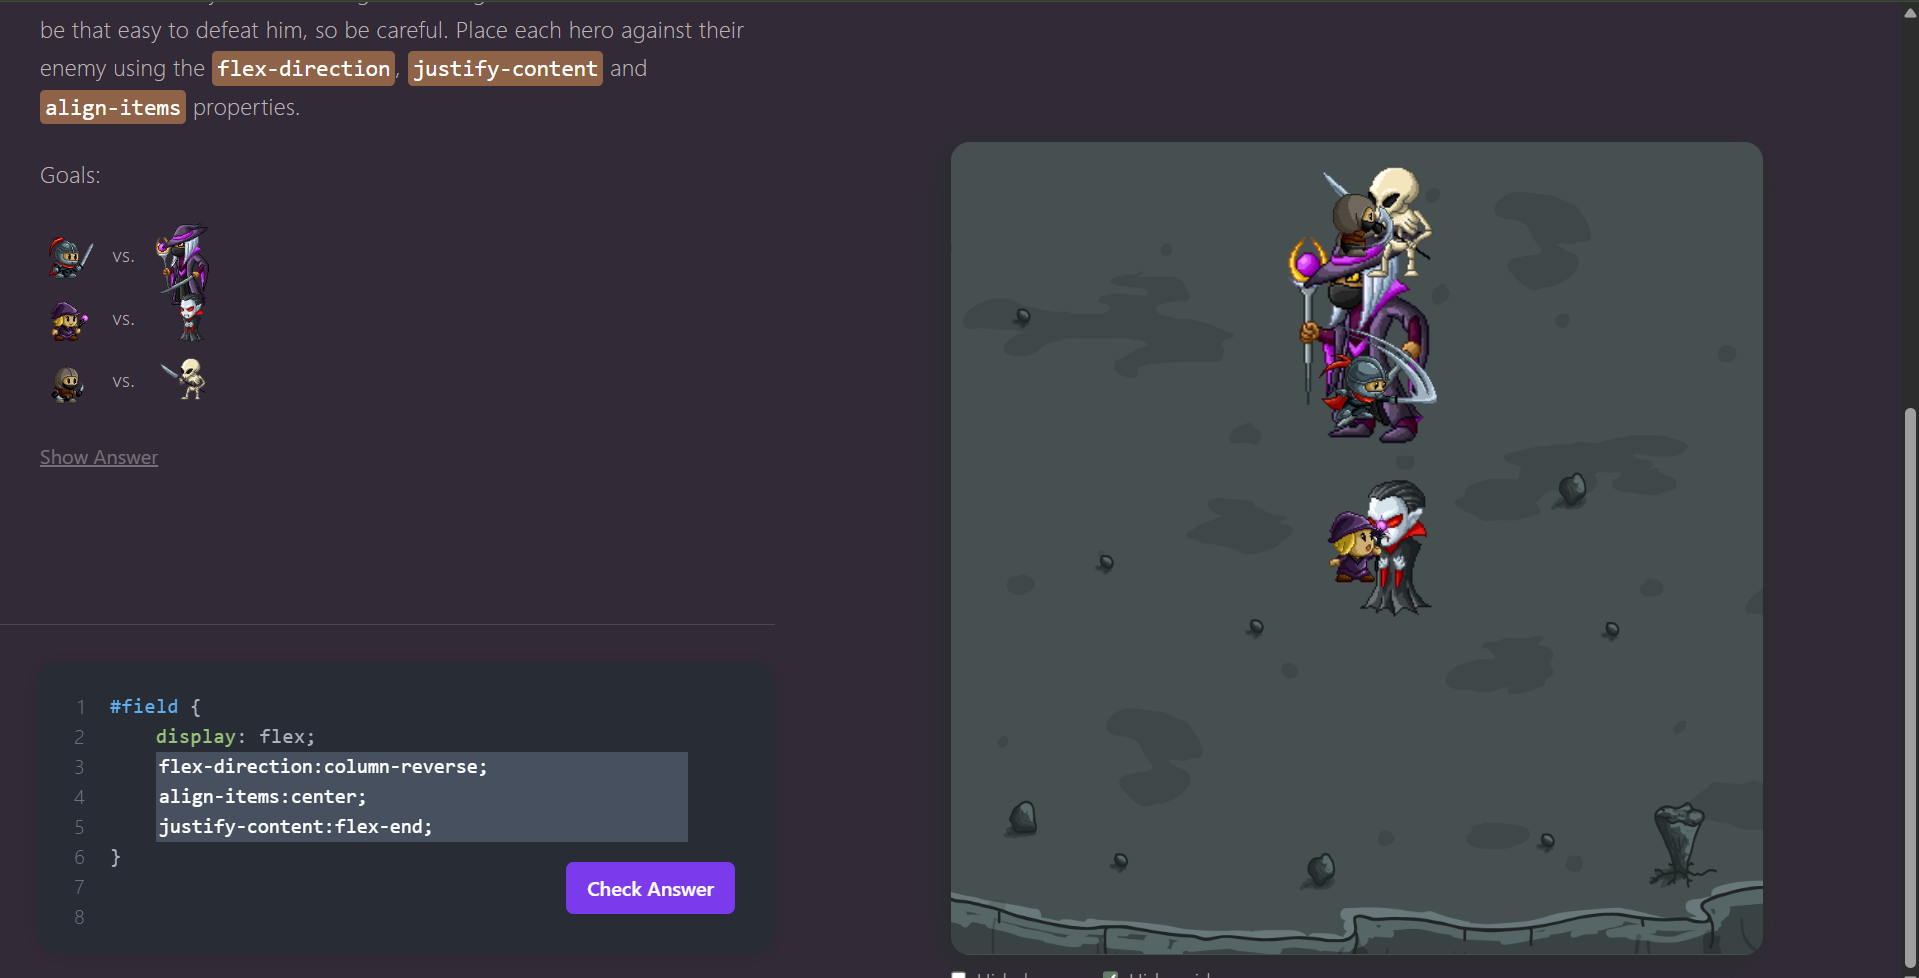 be that easy to defeat him, so be careful. Place each hero against their
enemy using the flex-direction, justify-content and
align-items properties.
Goals:
vs.
vs.
vs.
Show Answer
1 #field {
2 display: flex;
3 flex-direction:column-reverse;
4 align-items:center;
5 justify-content:flex-end;
6 }
7
8
Check Answer